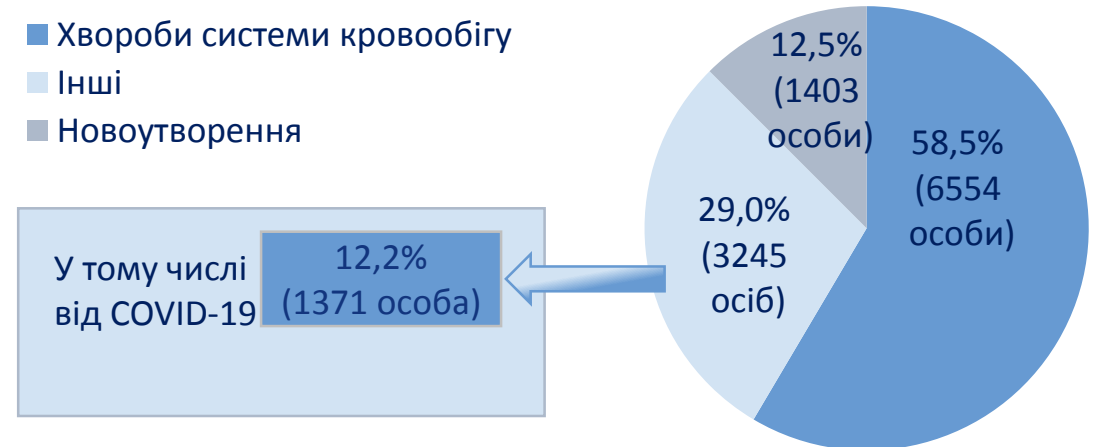 Хвороби системи кровообігу
Інші
Новоутворення
12,5%
(1403
особи)
58,5%
(6554
особи)
29,0%
(3245
осіб)
У тому числі
від COVID-19
12,2%
(1371 особа)